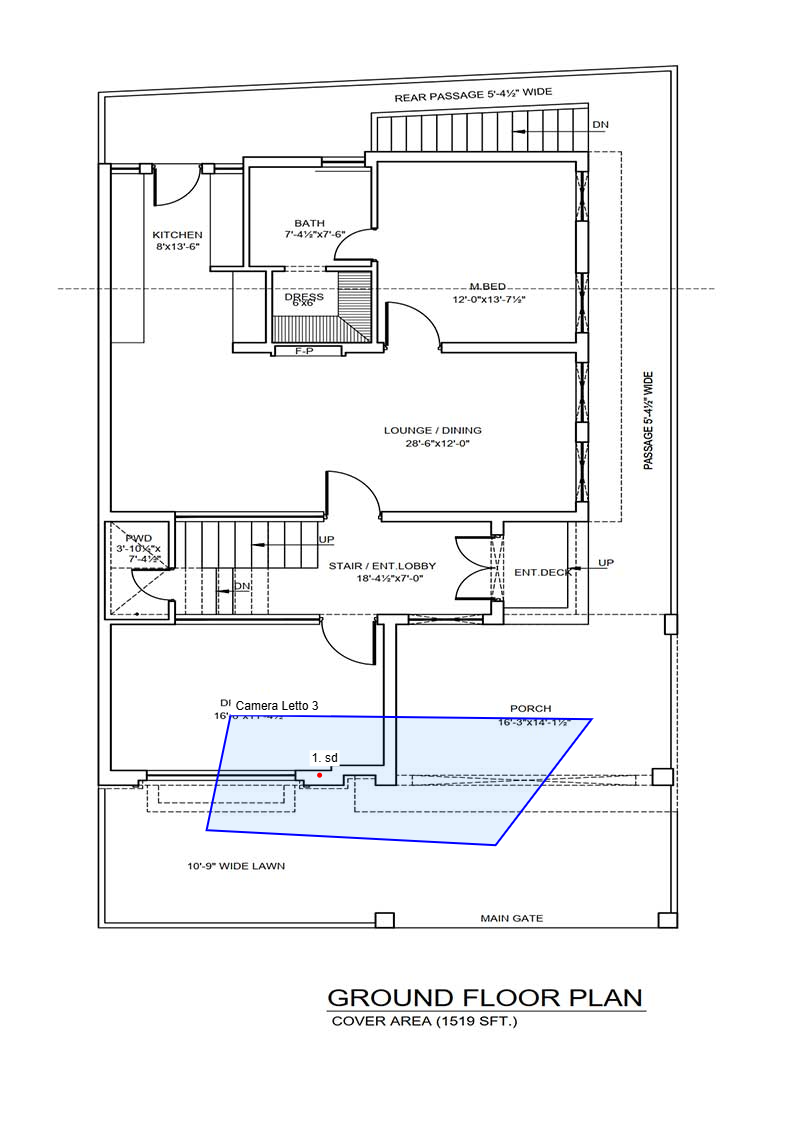 REAR PASSAGE 5'-4½" WIDE
DN
BATH
7'-4½"x7'-6"
KITCHEN
8'x13'-6"
M.BED
12'-0"x13'-7½"
DRESS
6'x6'
F-P
PASSAGE 5'-4½" WIDE
LOUNGE / DINING
28'-6"x12'-0"
PWD
3'-10½"x
7'-4½"
UP
DN
STAIR / ENT.LOBBY
18'-4½"x7'-0"
ENT.DECK
UP
Camera Letto 3
PORCH
16'-3"x14'-1½"
1. sd
10'-9" WIDE LAWN
MAIN GATE
GROUND FLOOR PLAN
COVER AREA (1519 SFT.)